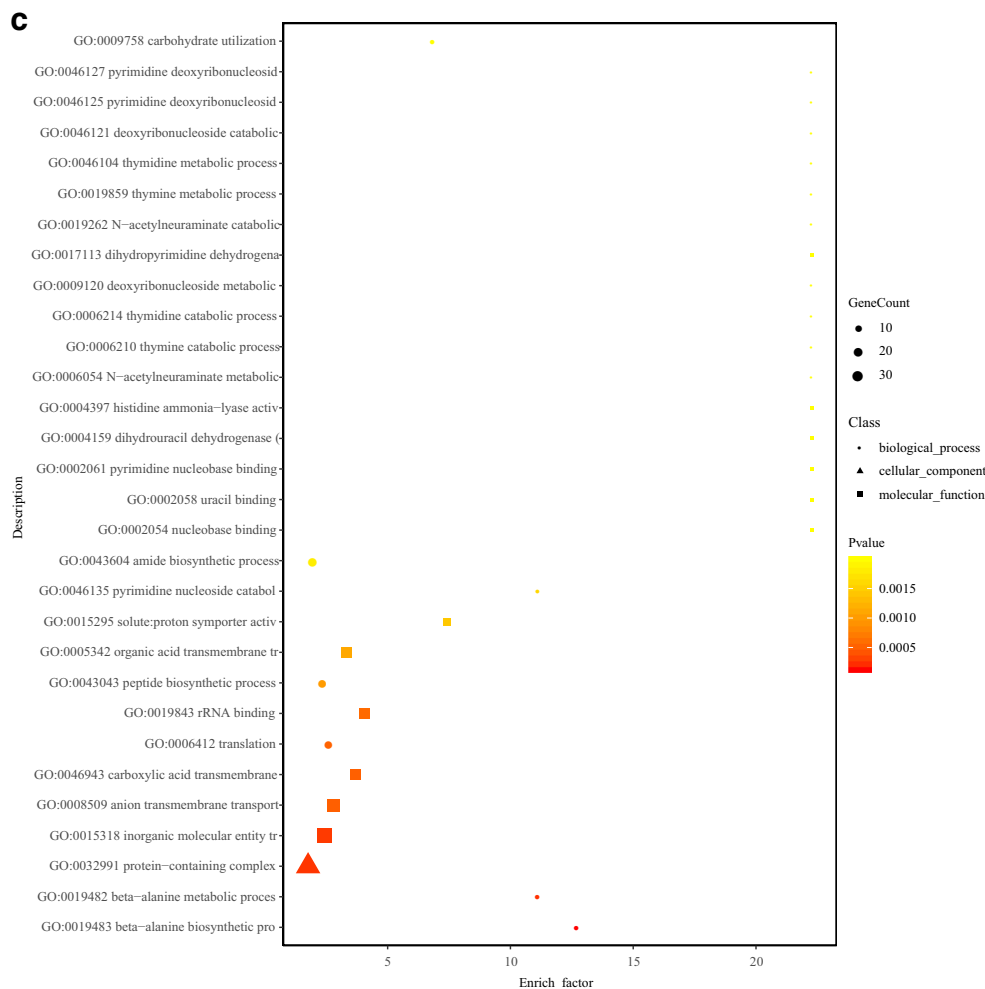 c
GO:0009758 carbohydrate utilization
GO:0046127 pyrimidine deoxyribonucleosid
GO:0046125 pyrimidine deoxyribonucleosid
GO:0046121 deoxyribonucleoside catabolic
GO:0046104 thymidine metabolic process
GO:0019859 thymine metabolic process
GO:0019262 N−acetylneuraminate catabolic
GO:0017113 dihydropyrimidine dehydrogena
GO:0009120 deoxyribonucleoside metabolic
GO:0006214 thymidine catabolic process
GO:0006210 thymine catabolic process
GO:0006054 N−acetylneuraminate metabolic
GO:0004397 histidine ammonia−lyase activ
GO:0004159 dihydrouracil dehydrogenase (
GO:0002061 pyrimidine nucleobase binding
GO:0002058 uracil binding
GO:0002054 nucleobase binding
GO:0043604 amide biosynthetic process
GO:0046135 pyrimidine nucleoside catabol
GO:0015295 solute:proton symporter activ
GO:0005342 organic acid transmembrane tr
GO:0043043 peptide biosynthetic process
GO:0019843 rRNA binding
GO:0006412 translation
GO:0046943 carboxylic acid transmembrane
GO:0008509 anion transmembrane transport
GO:0015318 inorganic molecular entity tr
GO:0032991 protein−containing complex
GO:0019482 beta−alanine metabolic proces
GO:0019483 beta−alanine biosynthetic pro
Description
5 10 15 20
Enrich factor
GeneCount
10
20
30
Class
biological_process
cellular_component
molecular_function
Pvalue
0.0015
0.0010
0.0005